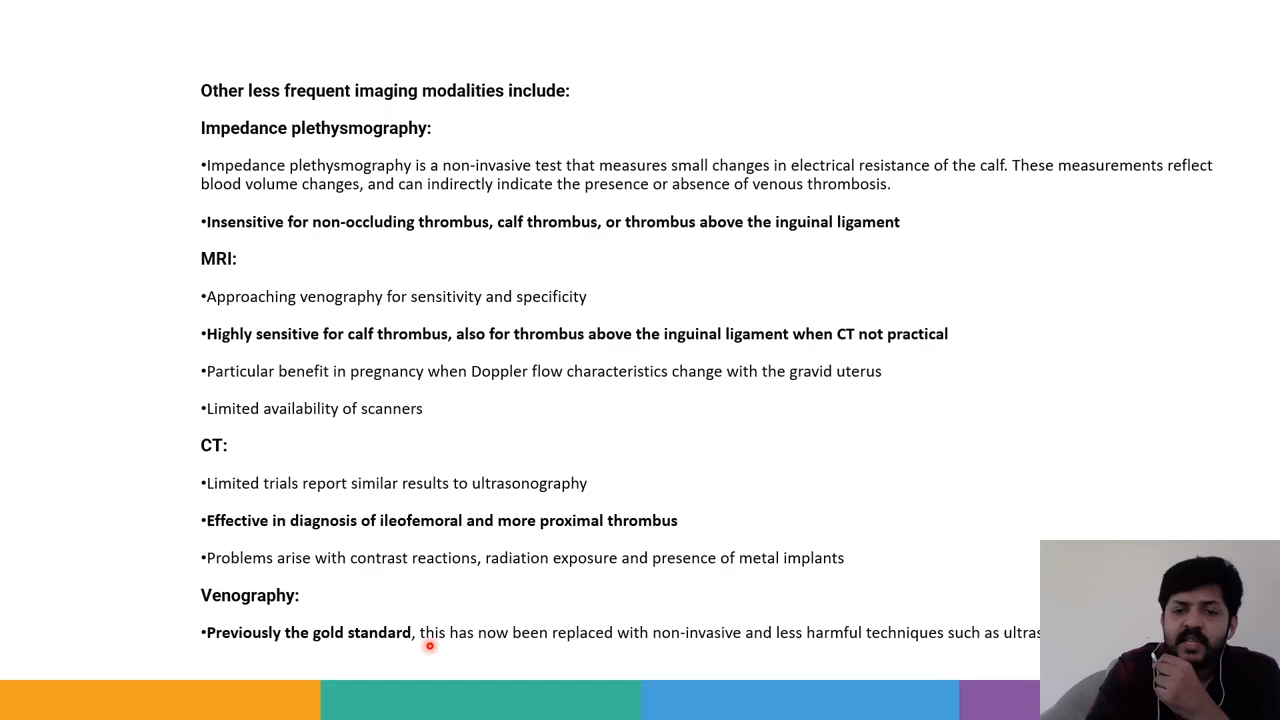 Other less frequent imaging modalities include:
Impedance plethysmography:
•Impedance plethysmography is a non-invasive test that measures small changes in electrical resistance of the calf. These measurements reflect
blood volume changes, and can indirectly indicate the presence or absence of venous thrombosis.
•Insensitive for non-occluding thrombus, calf thrombus, or thrombus above the inguinal ligament
MRI:
•Approaching venography for sensitivity and specificity
•Highly sensitive for calf thrombus, also for thrombus above the inguinal ligament when CT not practical
•Particular benefit in pregnancy when Doppler flow characteristics change with the gravid uterus
•Limited availability of scanners
CT:
•Limited trials report similar results to ultrasonography
•Effective in diagnosis of ileofemoral and more proximal thrombus
•Problems arise with contrast reactions, radiation exposure and presence of metal implants
Venography:
•Previously the gold standard, this has now been replaced with non-invasive and less harmful techniques such as